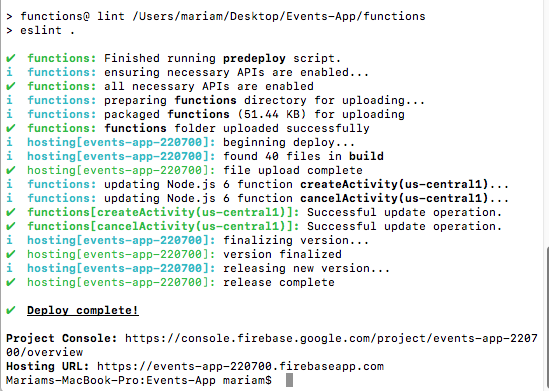 > functions@ lint /Users/mariam/Desktop/Events-App/functions
> eslint .
✔ functions: Finished running predeploy script.
i functions: ensuring necessary APIs are enabled...
✔ functions: all necessary APIs are enabled
i functions: preparing functions directory for uploading...
i functions: packaged functions (51.44 KB) for uploading
✔ functions: functions folder uploaded successfully
i hosting[events-app-220700]: beginning deploy...
i hosting[events-app-220700]: found 40 files in build
✔ hosting[events-app-220700]: file upload complete
i functions: updating Node.js 6 function createActivity(us-central1)...
i functions: updating Node.js 6 function cancelActivity(us-central1)...
✔ functions[createActivity(us-central1)]: Successful update operation.
✔ functions[cancelActivity(us-central1)]: Successful update operation.
i hosting[events-app-220700]: finalizing version...
✔ hosting[events-app-220700]: version finalized
i hosting[events-app-220700]: releasing new version...
✔ hosting[events-app-220700]: release complete
✔ Deploy complete!
Project Console: https://console.firebase.google.com/project/events-app-2207
00/overview
Hosting URL: https://events-app-220700.firebaseapp.com
Mariams-MacBook-Pro:Events-App mariam$